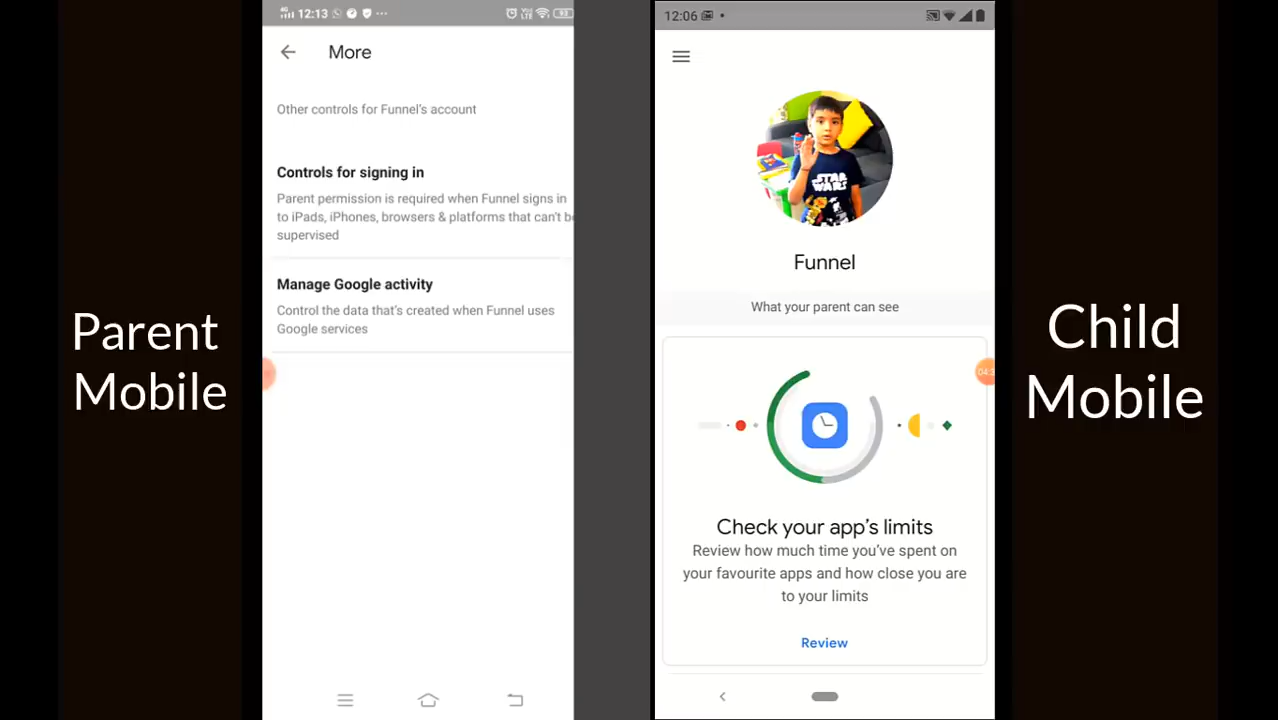 Parent
Mobile
4G 12:13
93
More
Other controls for Funnel's account
Controls for signing in
Parent permission is required when Funnel signs in
to iPads, iPhones, browsers & platforms that can't be
supervised
Manage Google activity
Control the data that's created when Funnel uses
Google services
12:06
STAR
WARS
Funnel
What your parent can see
Check your app's limits
Review how much time you've spent on
your favourite apps and how close you are
to your limits
Review
Child
Mobile